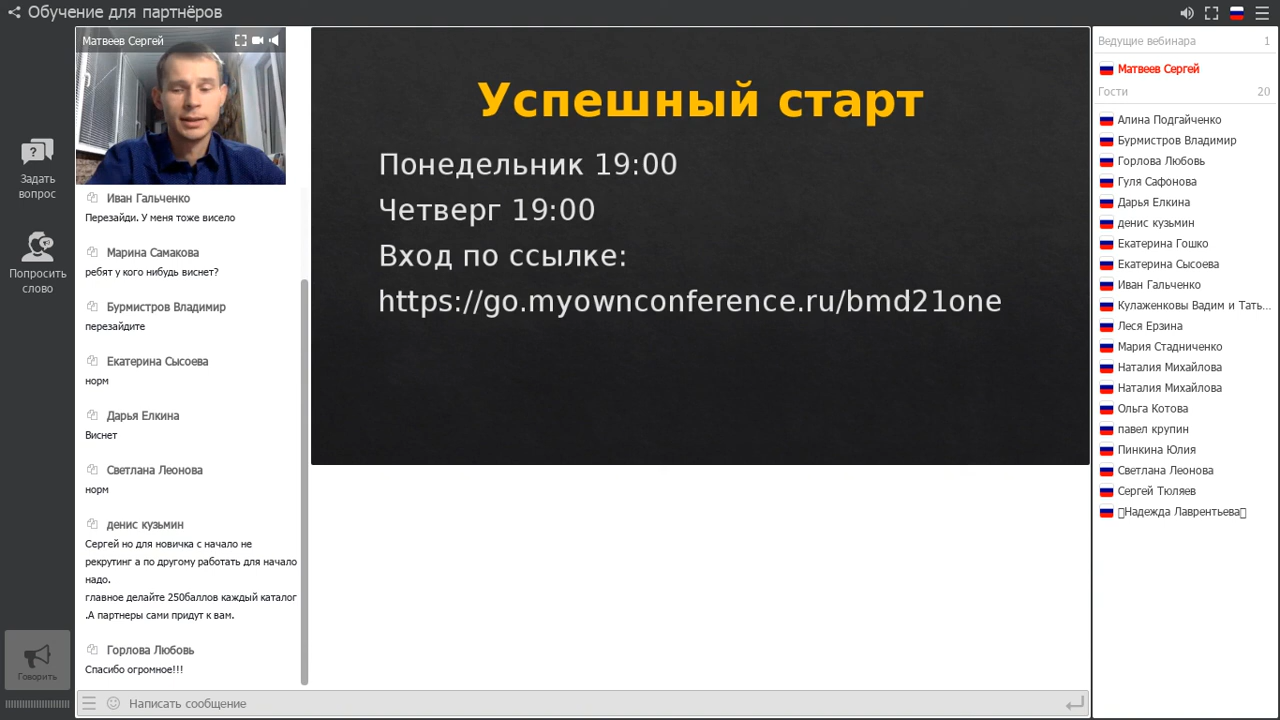 Обучение для партнёров
Матвеев Сергей
Задать
вопрос
Попросить
слово
Говорить
Иван Гальченко
Перезайди. У меня тоже висело
Марина Самакова
ребят у кого нибудь виснет?
Бурмистров Владимир
перезайдите
Екатерина Сысоева
норм
Дарья Елкина
Виснет
Светлана Леонова
норм
денис кузьмин
Сергей но для новичка с начало не
рекрутинг а по другому работать для начало
надо.
главное делайте 250баллов каждый каталог
.А партнеры сами придут к вам.
Горлова Любовь
Спасибо огромное!!!
Написать сообщение
Успешный старт
Понедельник 19:00
Четверг 19:00
Вход по ссылке:
https://go.myownconference.ru/bmd21one
Ведущие вебинара 1
Матвеев Сергей
Гости 20
Алина Подгайченко
Бурмистров Владимир
Горлова Любовь
Гуля Сафонова
Дарья Елкина
денис кузьмин
Екатерина Гошко
Екатерина Сысоева
Иван Гальченко
Кулаженковы Вадим и Тать...
Леся Ерзина
Мария Стадниченко
Наталия Михайлова
Наталия Михайлова
Ольга Котова
павел крупин
Пинкина Юлия
Светлана Леонова
Сергей Тюляев
Надежда Лаврентьева